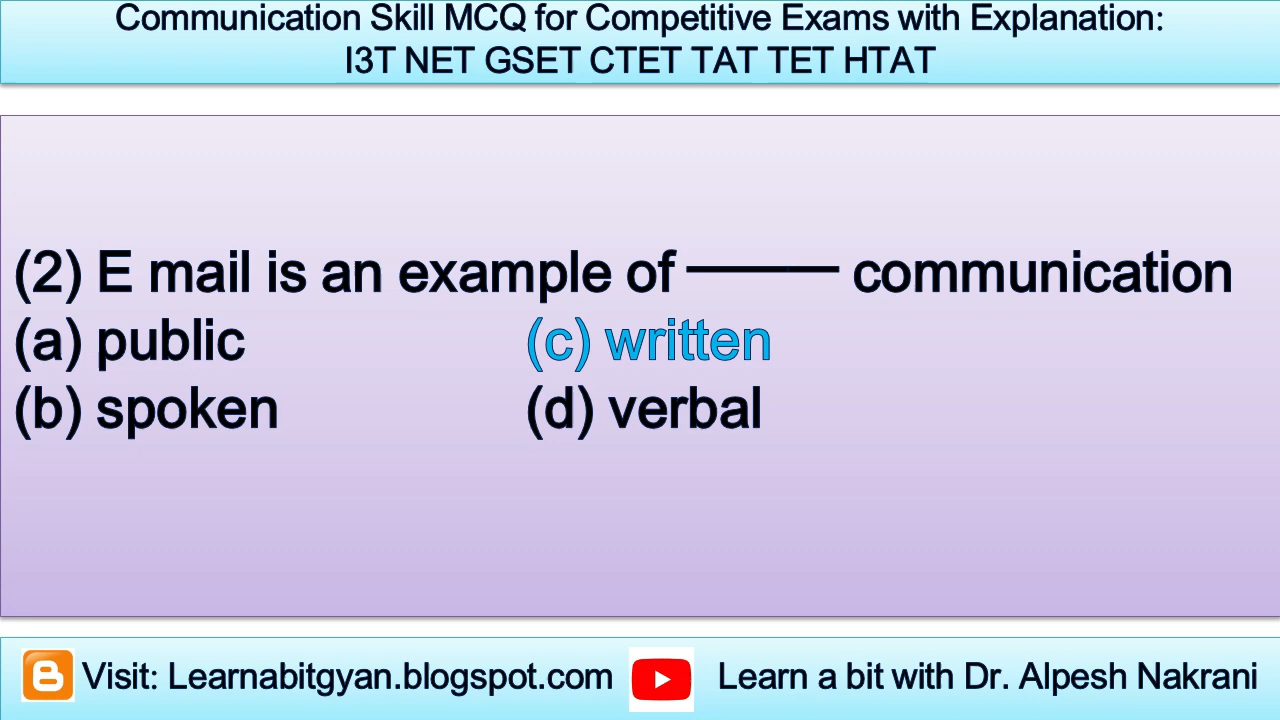 Communication Skill MCQ for Competitive Exams with Explanation:
I3T NET GSET CTET TAT TET HTAT
(2) E mail is an example of ——— communication
(a) public (c) written
(b) spoken (d) verbal
Visit: Learnabitgyan.blogspot.com Learn a bit with Dr. Alpesh Nakrani